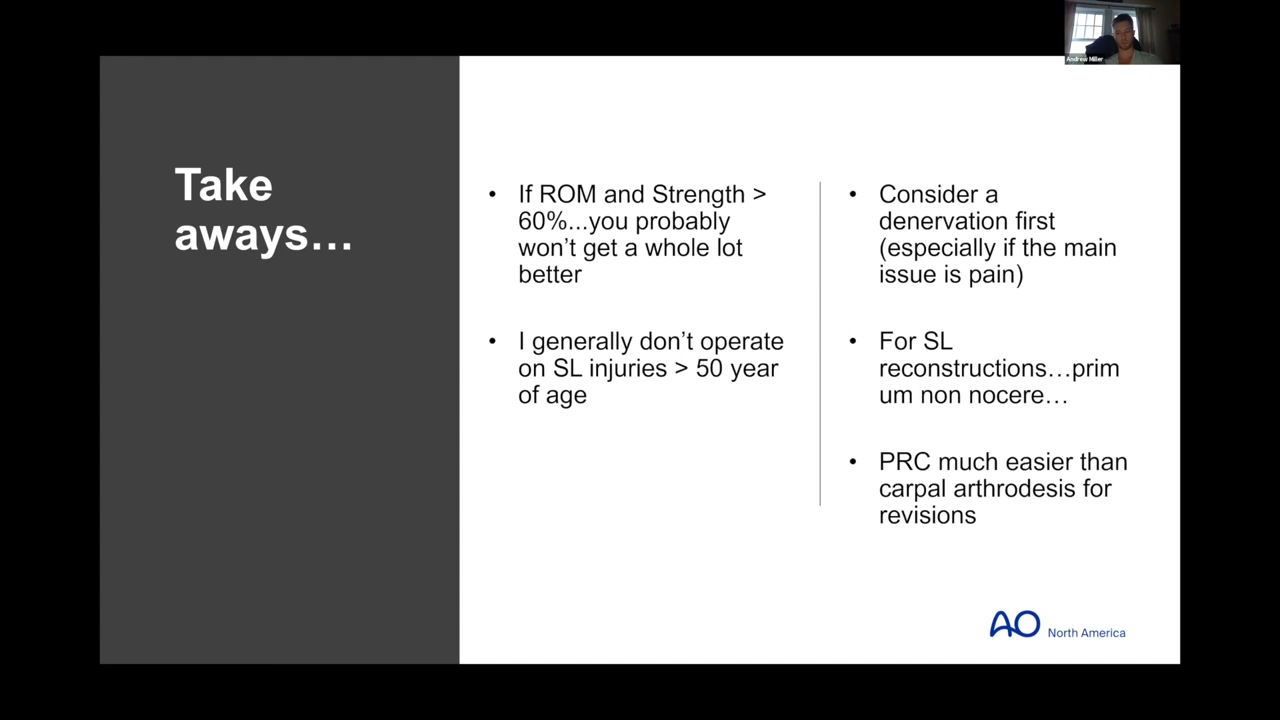 Andrew Miller
Take
aways…
• If ROM and Strength >
60%...you probably
won’t get a whole lot
better
• I generally don’t operate
on SL injuries > 50 year
of age
• Consider a
denervation first
(especially if the main
issue is pain)
• For SL
reconstructions…prim
um non nocere…
• PRC much easier than
carpal arthrodesis for
revisions
AO North America